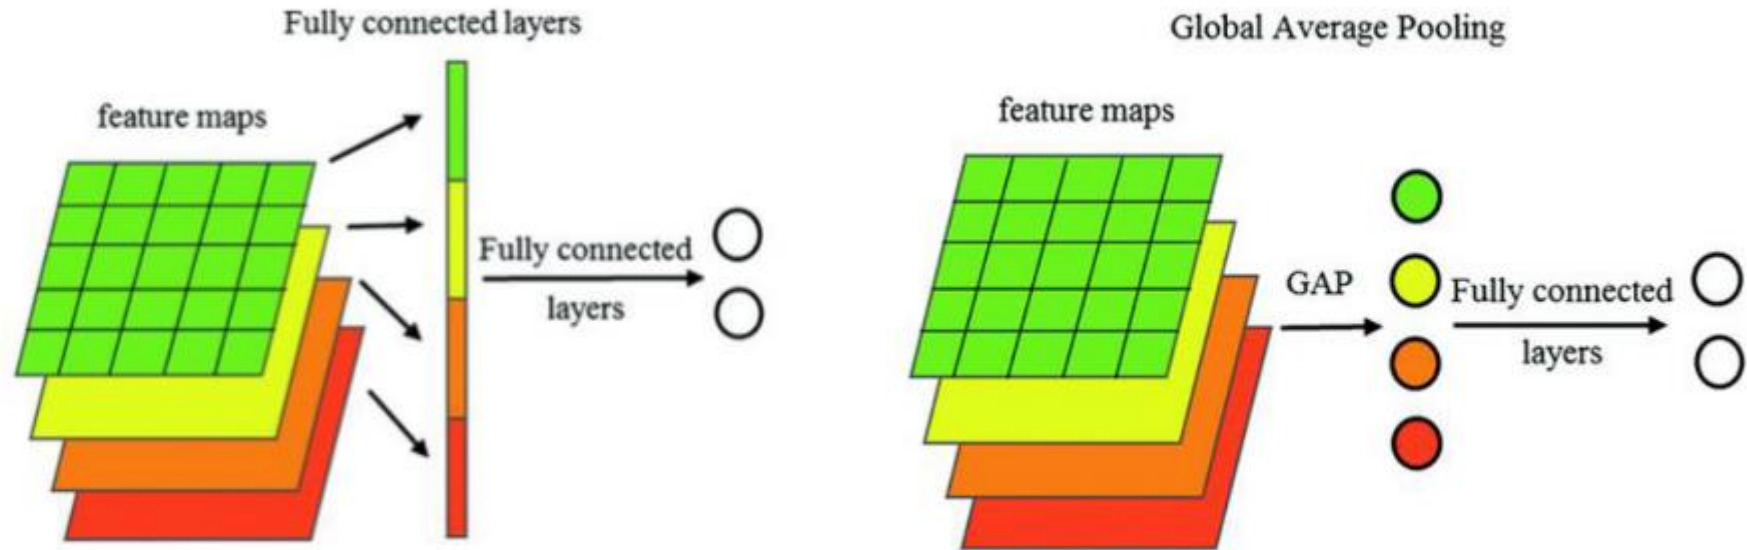 Fully connected layers
feature maps
Fully connected
layers
Global Average Pooling
feature maps
GAP
Fully connected
layers